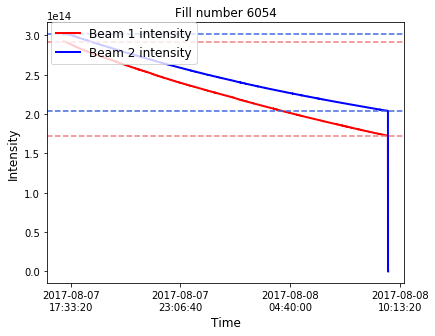 Fill number 6054
1e14
Beam 1 intensity
Beam 2 intensity
3.0
2.5
2.0
1.5
1.0
0.5
0.0
Intensity
2017-08-07 2017-08-07 2017-08-08 2017-08-08
17:33:20 23:06:40 04:40:00 10:13:20
Time